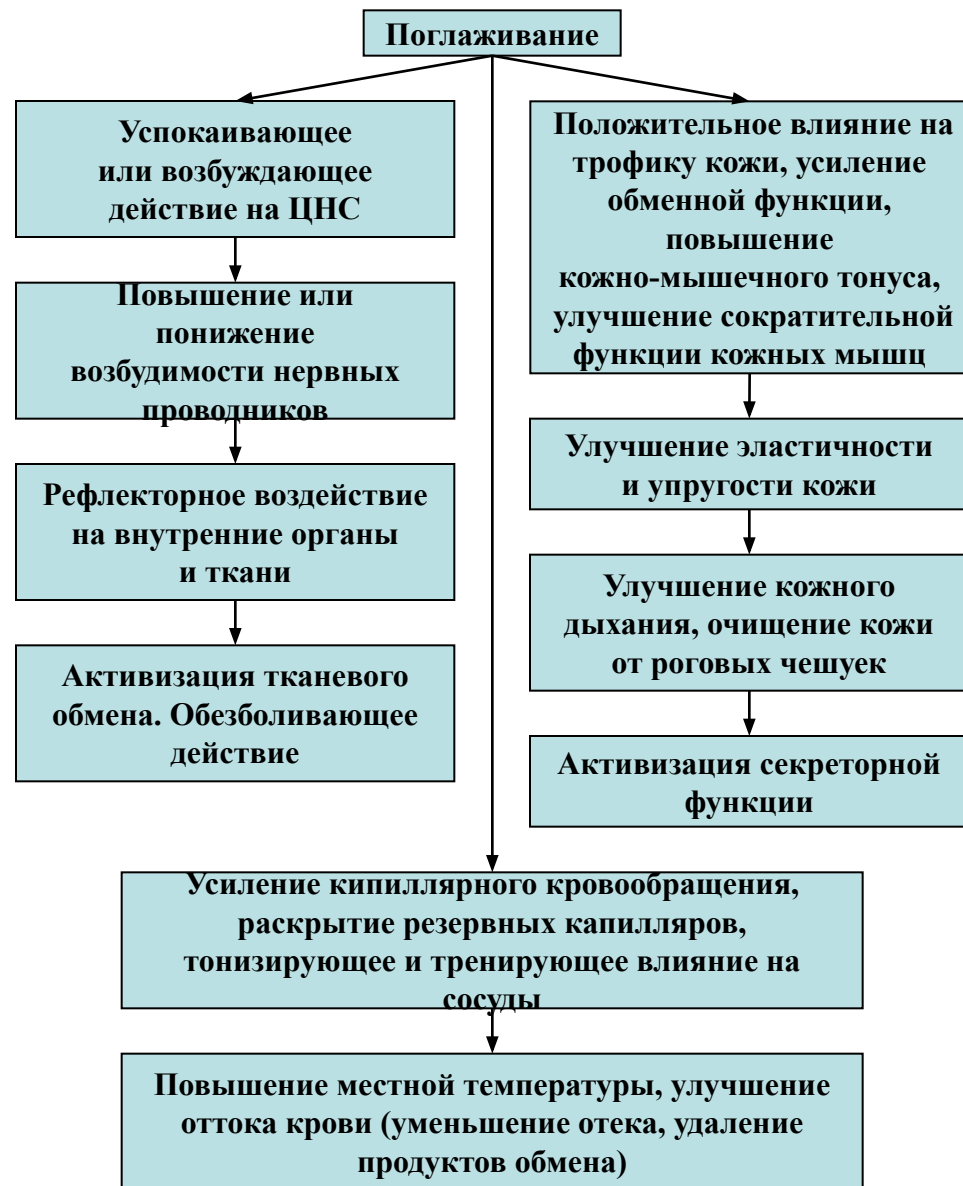 Поглаживание
Успокаивающее
или возбуждающее
действие на ЦНС
Повышение или
понижение
возбудимости нервных
проводников
Рефлекторное воздействие
на внутренние органы
и ткани
Активизация тканевого
обмена. Обезболивающее
действие
Положительное влияние на
трофику кожи, усиление
обменной функции,
повышение
кожно-мышечного тонуса,
улучшение сократительной
функции кожных мышц
Улучшение эластичности
и упругости кожи
Улучшение кожного
дыхания, очищение кожи
от роговых чешуек
Активизация секреторной
функции
Усиление кипиллярного кровообращения,
раскрытие резервных капилляров,
тонизирующее и тренирующее влияние на
сосуды
Повышение местной температуры, улучшение
оттока крови (уменьшение отека, удаление
продуктов обмена)